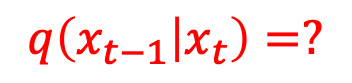 q(x_{t−1}|x_t) =?